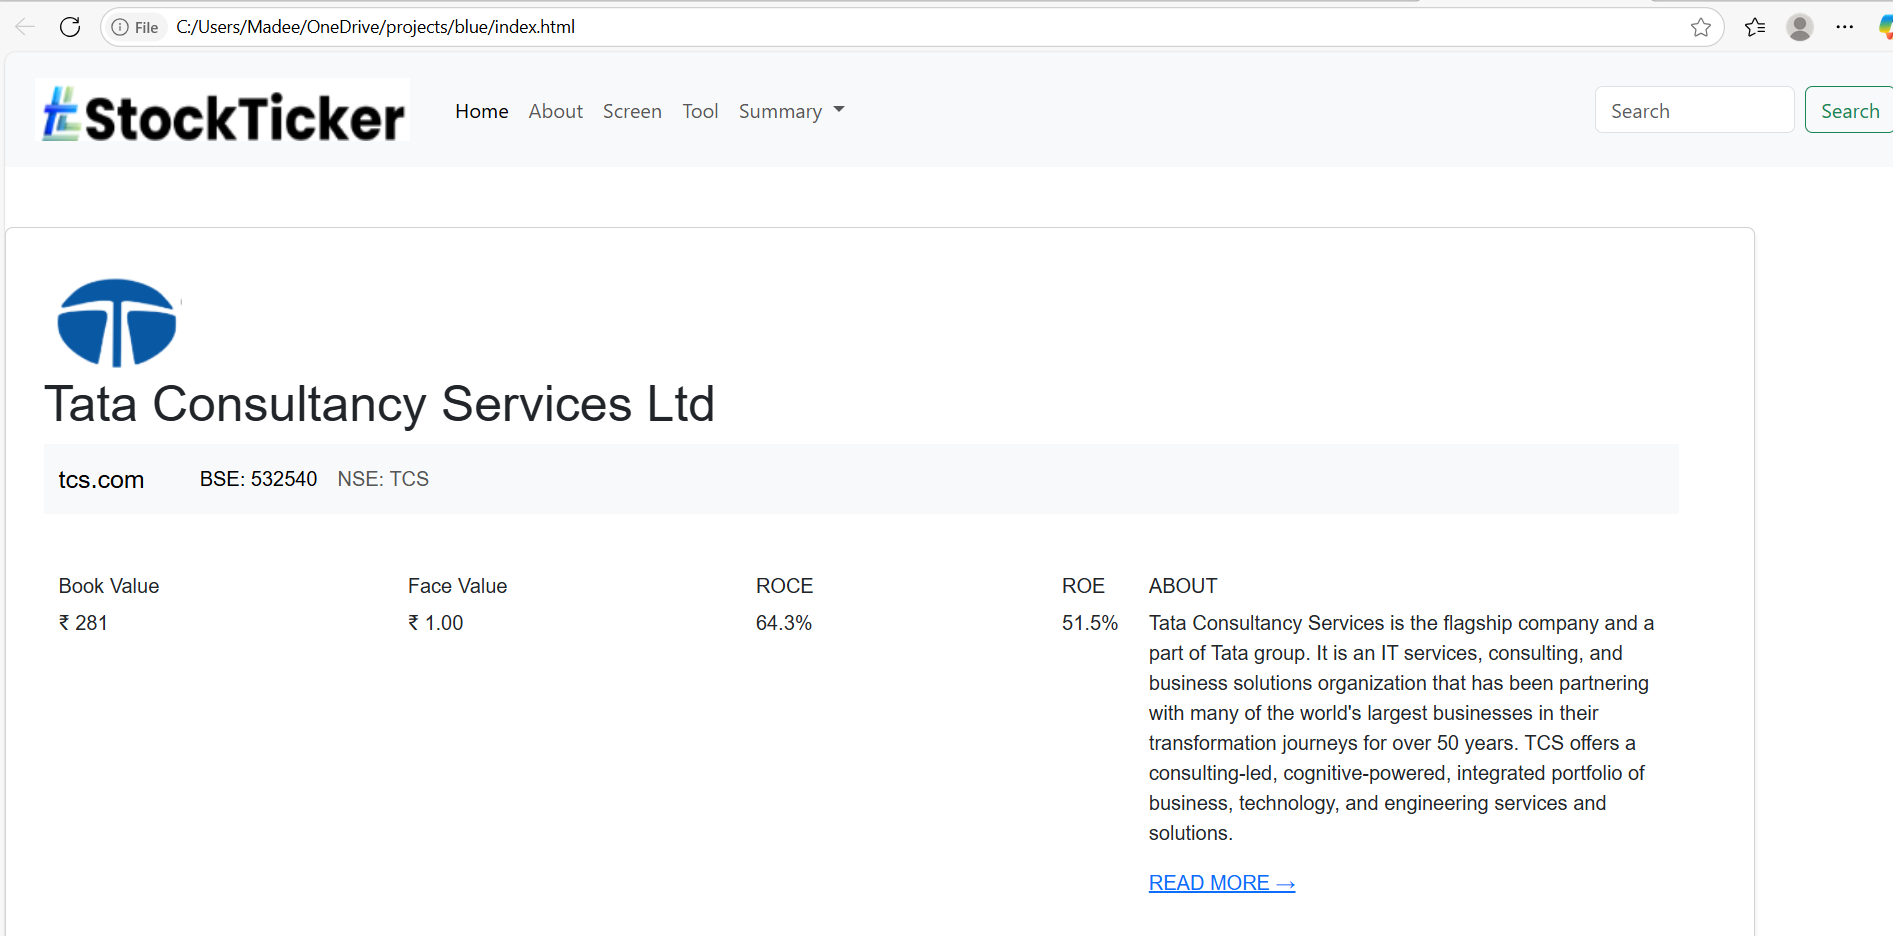 File C:/Users/Madee/OneDrive/projects/blue/index.html
StockTicker Home About Screen Tool Summary Search Search
Tata Consultancy Services Ltd
tcs.com BSE: 532540 NSE: TCS
Book Value Face Value ROCE ROE ABOUT
₹ 281 ₹ 1.00 64.3% 51.5% Tata Consultancy Services is the flagship company and a
part of Tata group. It is an IT services, consulting, and
business solutions organization that has been partnering
with many of the world's largest businesses in their
transformation journeys for over 50 years. TCS offers a
consulting-led, cognitive-powered, integrated portfolio of
business, technology, and engineering services and
solutions.
READ MORE →